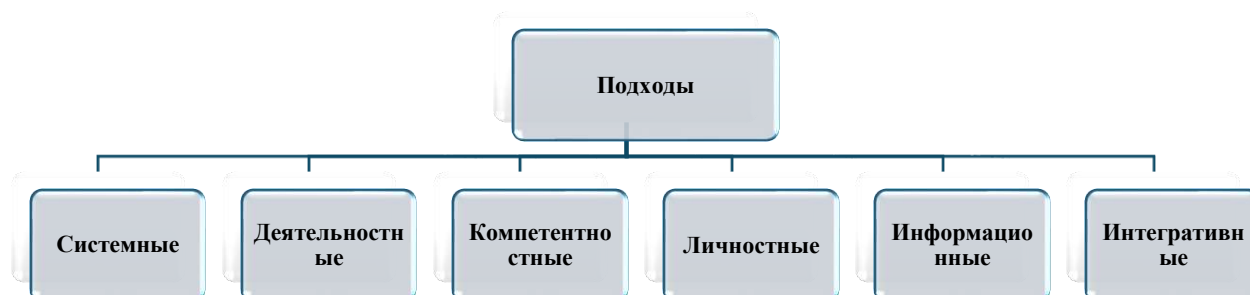 Подходы
Системные
Деятельностн
ые
Компетентно
стные
Личностные
Информацио
нные
Интегративн
ые